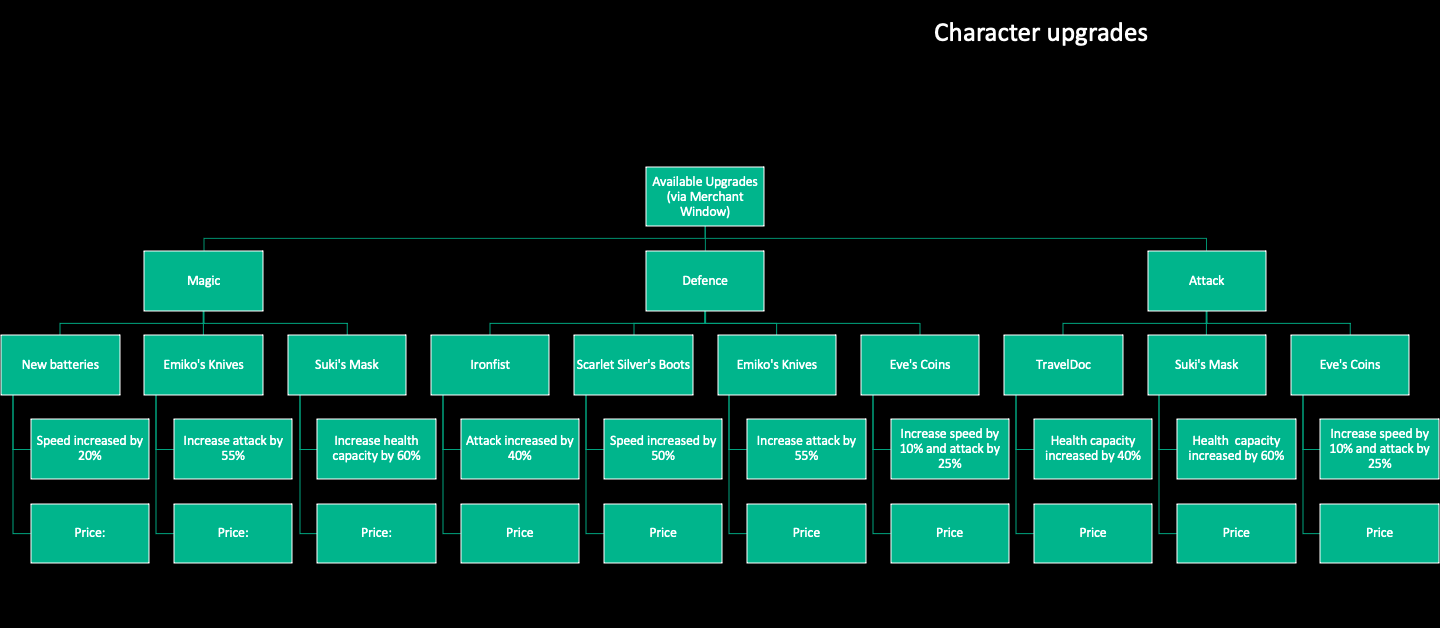 Character upgrades
Available Upgrades
(via Merchant
Window)
Magic
Defence
Attack
New batteries
Emiko's Knives
Suki's Mask
Ironfist
Scarlet Silver's Boots
Emiko's Knives
Eve's Coins
TravelDoc
Suki's Mask
Eve's Coins
Speed increased by
20%
Increase attack by
55%
Increase health
capacity by 60%
Attack increased by
40%
Speed increased by
50%
Increase attack by
55%
Increase speed by
10% and attack by
25%
Health capacity
increased by 40%
Health  capacity
increased by 60%
Increase speed by
10% and attack by
25%
Price:
Price:
Price:
Price
Price
Price
Price
Price
Price
Price